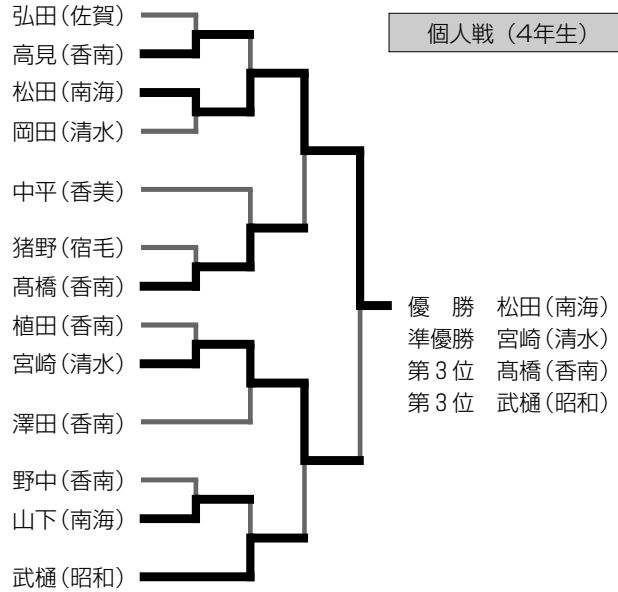 個人戦（4年生）
弘田（佐賀）
高見（香南）
松田（南海）
岡田（清水）
中平（香美）
猪野（宿毛）
髙橋（香南）
植田（香南）
宮崎（清水）
澤田（香南）
野中（香南）
山下（南海）
武樋（昭和）
優　勝　松田（南海）
準優勝　宮崎（清水）
第3位　髙橋（香南）
第3位　武樋（昭和）